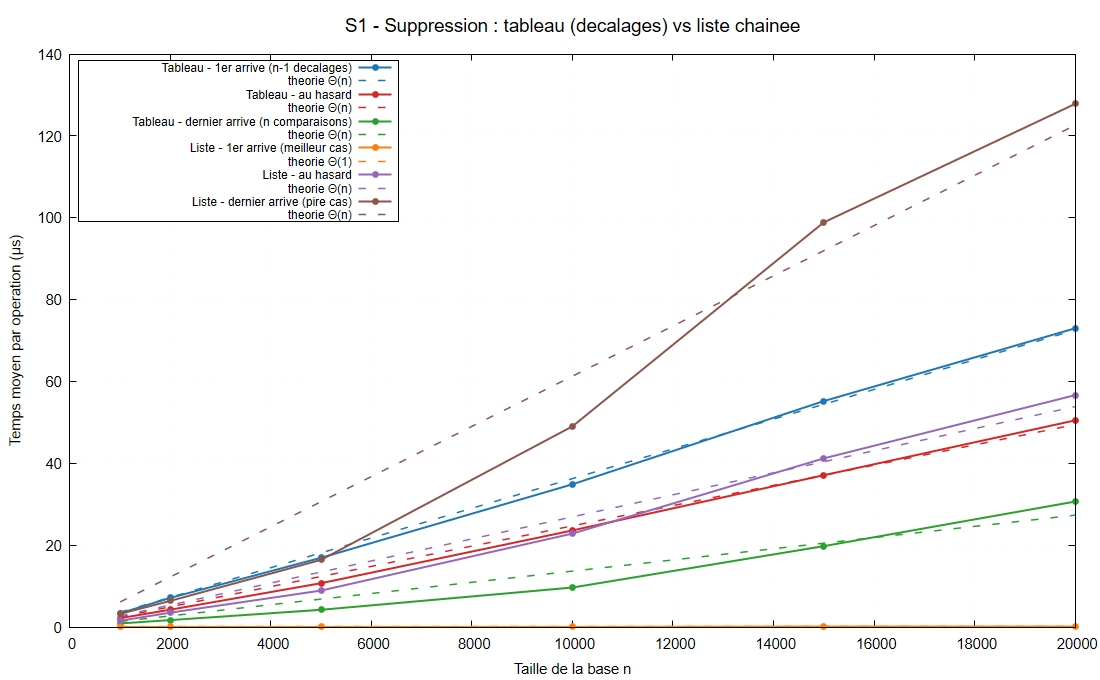 S1 - Suppression : tableau (decalages) vs liste chainee
Tableau - 1er arrive (n-1 decalages)
theorie Θ(n)
Tableau - au hasard
theorie Θ(n)
Tableau - dernier arrive (n comparaisons)
theorie Θ(n)
Liste - 1er arrive (meilleur cas)
theorie Θ(1)
Liste - au hasard
theorie Θ(n)
Liste - dernier arrive (pire cas)
theorie Θ(n)
Temps moyen par operation (µs)
140
120
100
80
60
40
20
0
0 2000 4000 6000 8000 10000 12000 14000 16000 18000 20000
Taille de la base n